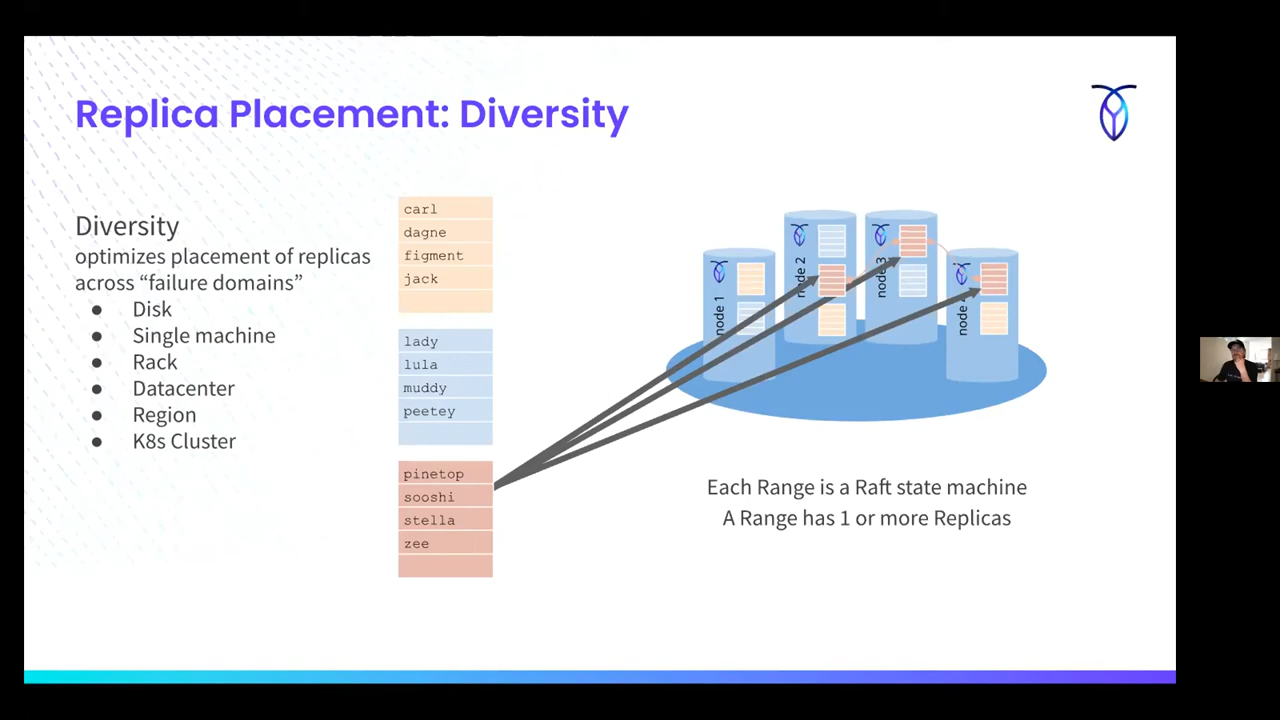 Replica Placement: Diversity
Diversity
optimizes placement of replicas
across “failure domains”
● Disk
● Single machine
● Rack
● Datacenter
● Region
● K8s Cluster
carl
dagne
figment
jack
lady
lula
muddy
peetey
pinetop
sooshi
stella
zee
node 1
node 2
node 3
node 4
Each Range is a Raft state machine
A Range has 1 or more Replicas